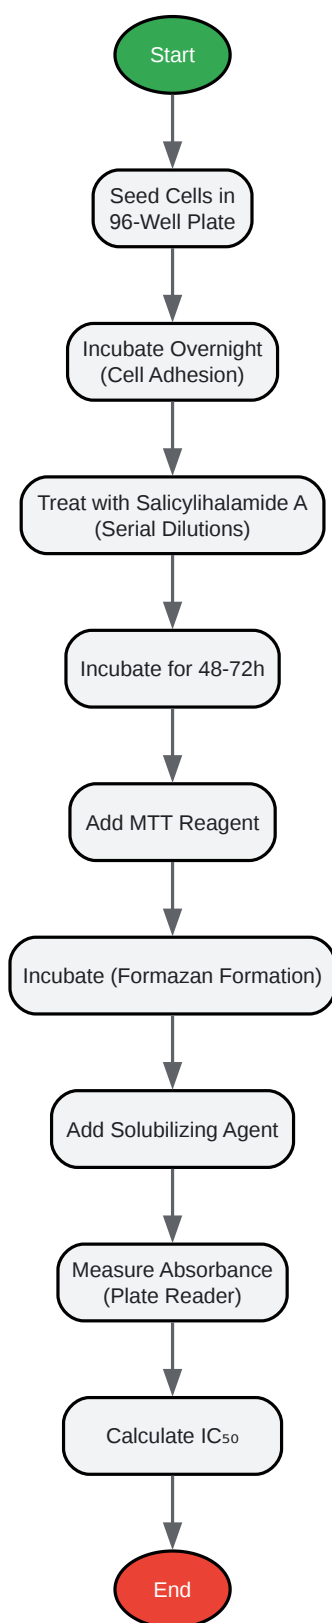 Start
Seed Cells in
96-Well Plate
Incubate Overnight
(Cell Adhesion)
Treat with Salicylihalamide A
(Serial Dilutions)
Incubate for 48-72h
Add MTT Reagent
Incubate (Formazan Formation)
Add Solubilizing Agent
Measure Absorbance
(Plate Reader)
Calculate IC₅₀
End